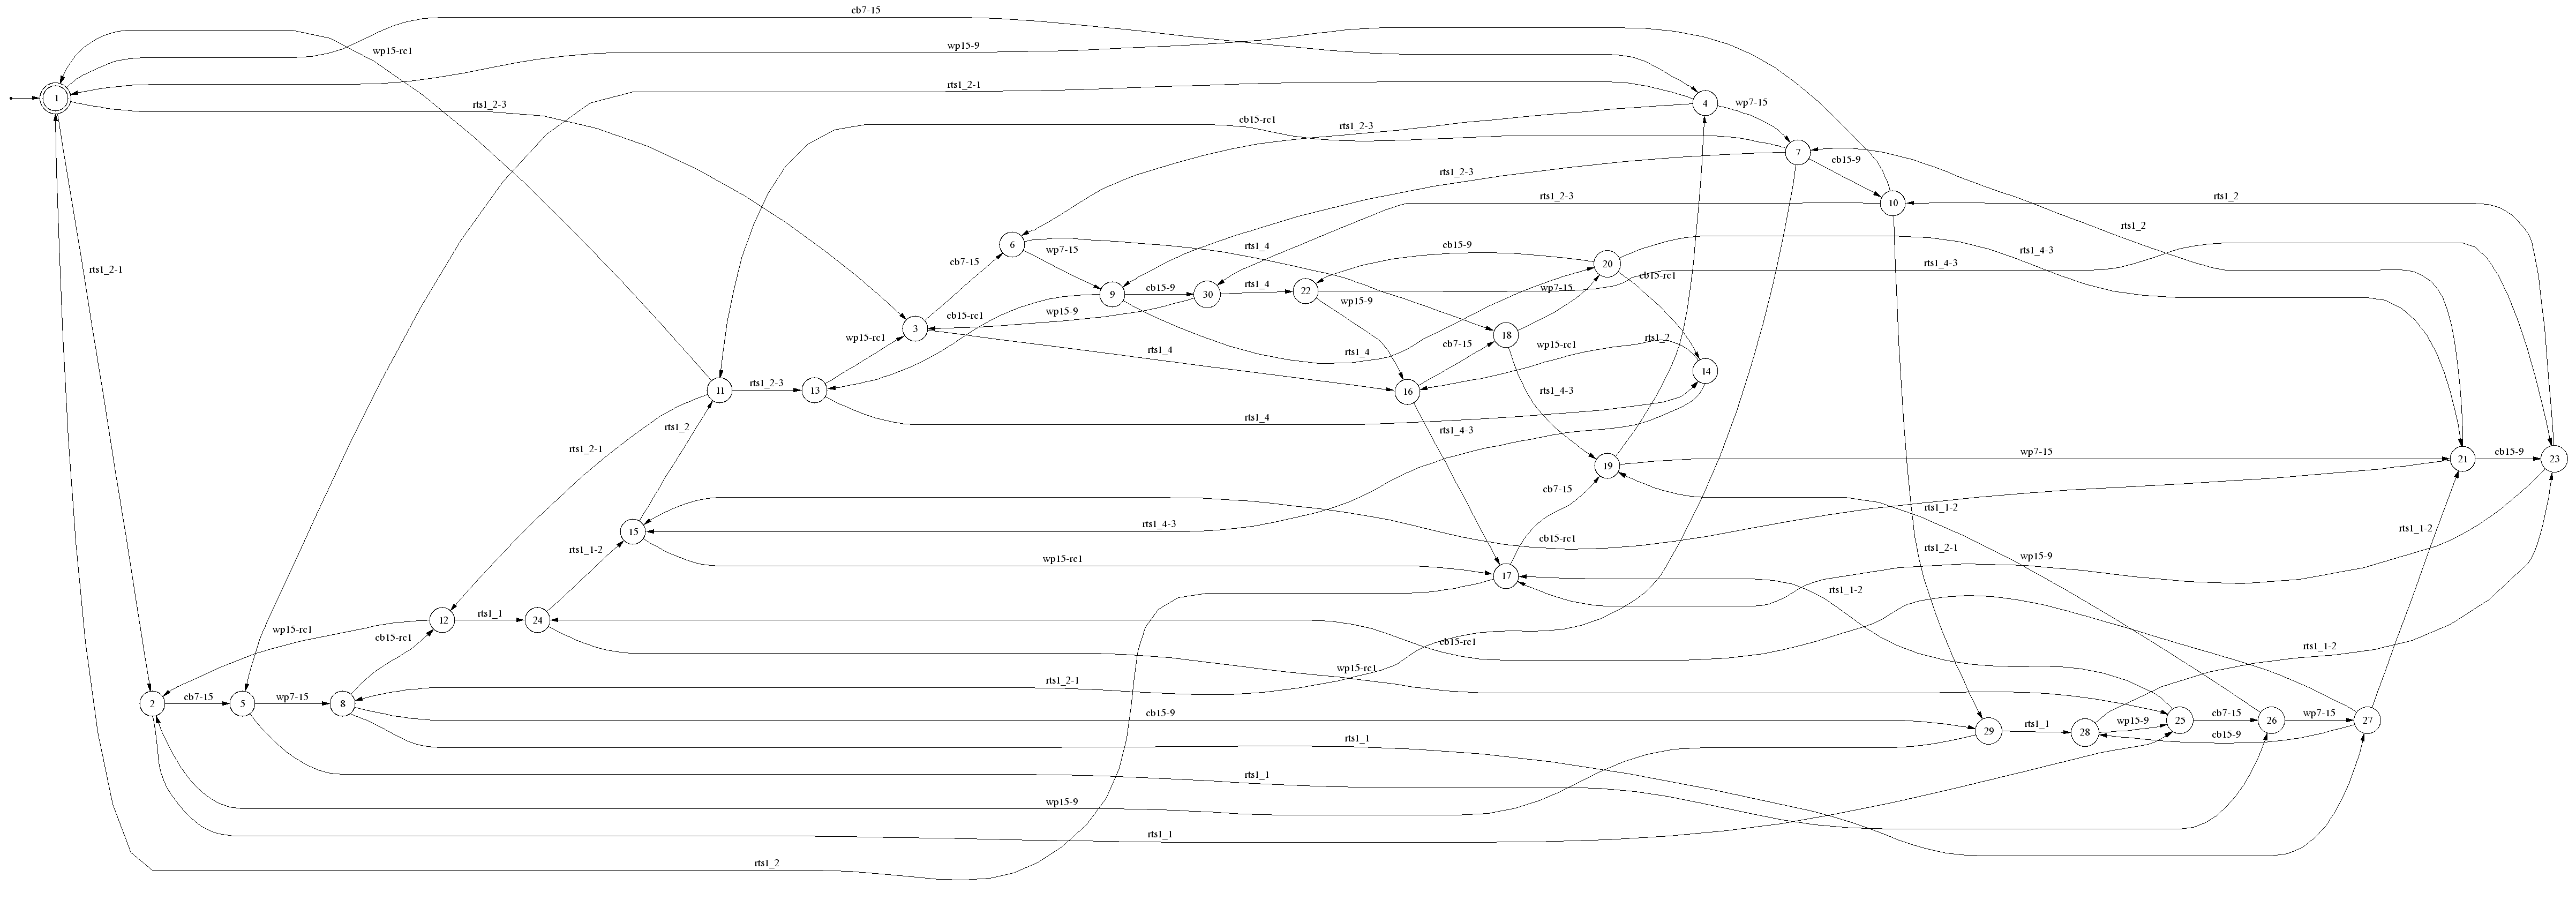 cb7-15
wp15-9
wp15-rc1
rts1_2-1
1
rts1_2-3
4
wp7-15
cb15-rc1
rts1_2-3
7
cb15-9
rts1_2-3
rts1_2-3
rts1_2
10
rts1_2
6
wp7-15
rts1_4
cb15-9
20
rts1_4-3
rts1_4-3
cb7-15
rts1_2-1
9
cb15-9
30
rts1_4
22
wp15-9
wp7-15
cb15-rc1
wp15-9
cb15-rc1
3
wp15-rc1
rts1_4
rts1_4
cb7-15
18
wp15-rc1
rts1_2
14
11
rts1_2-3
13
16
rts1_4-3
rts1_4
rts1_2
rts1_4-3
rts1_2-1
19
wp7-15
21
cb15-9
23
cb7-15
rts1_1-2
15
rts1_4-3
cb15-rc1
rts1_1-2
rts1_1-2
wp15-rc1
17
wp15-9
rts1_2-1
rts1_1-2
12
rts1_1
24
wp15-rc1
cb15-rc1
cb15-rc1
rts1_1-2
wp15-rc1
rts1_2-1
2
cb7-15
5
wp7-15
8
cb15-9
29
rts1_1
28
wp15-9
25
cb7-15
26
wp7-15
27
cb15-9
rts1_1
rts1_1
wp15-9
rts1_1
rts1_2